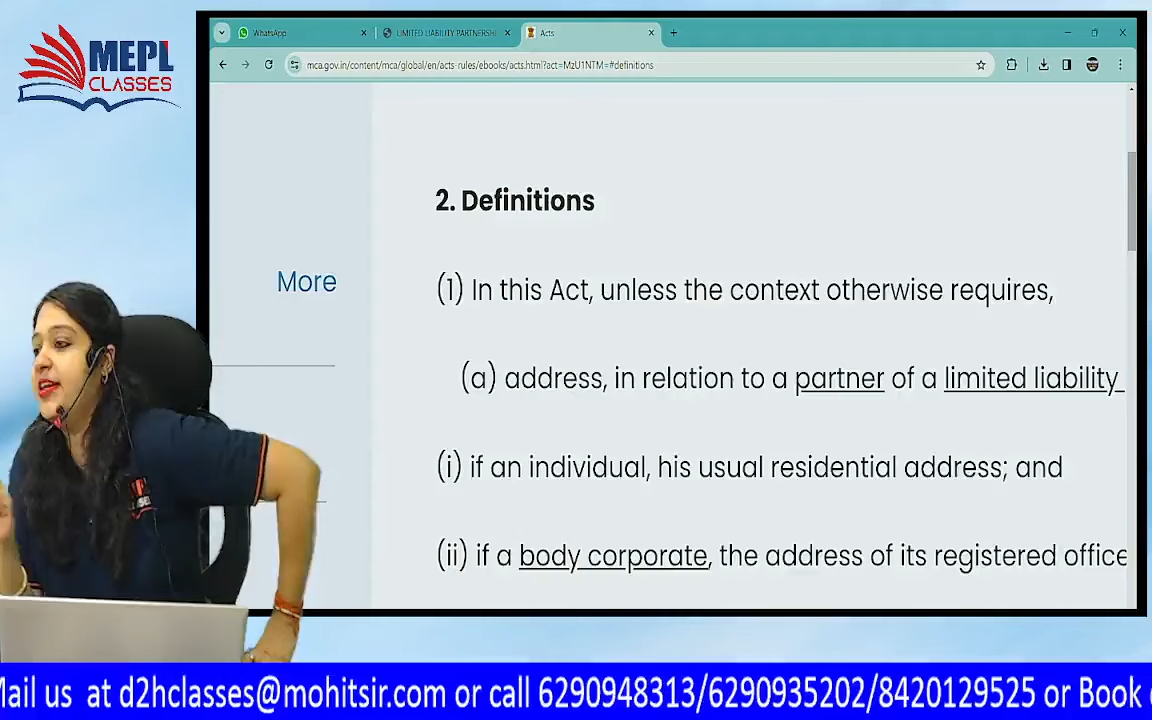 MEPL
CLASSES
WhatsApp
LIMITED LIABILITY PARTNERSHI
Acts
mca.gov.in/content/mca/global/en/acts-rules/ebooks/acts.html?act=MzU1NTM=#definitions
2. Definitions
More
(1) In this Act, unless the context otherwise requires,
(a) address, in relation to a partner of a limited liability
(i) if an individual, his usual residential address; and
(ii) if a body corporate, the address of its registered office
Mail us at d2hclasses@mohitsir.com or call 6290948313/6290935202/8420129525 or Book